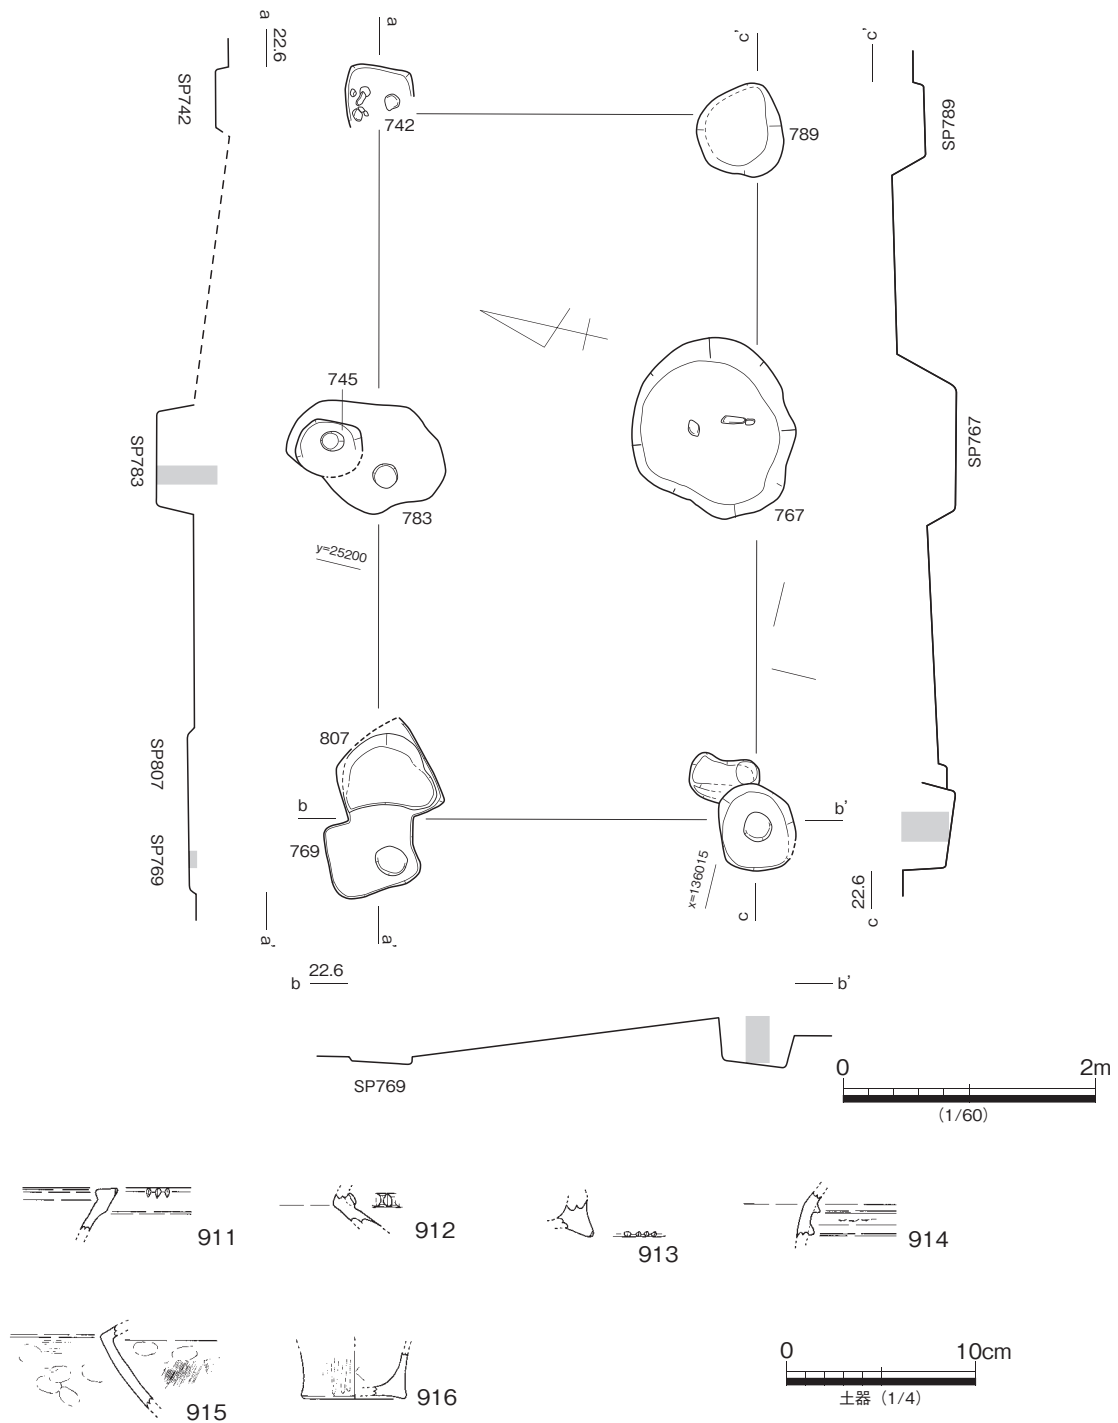 a
22.6
a
c'
c'
SP742
742
789
SP789
745
SP783
783
767
SP767
y=25200
807
SP807
b
b'
769
SP769
x=136015
22.6
c
c
a'
a'
b
22.6
b'
SP769
0
2m
(1/60)
911
912
913
914
915
916
0
10cm
土器（1/4）